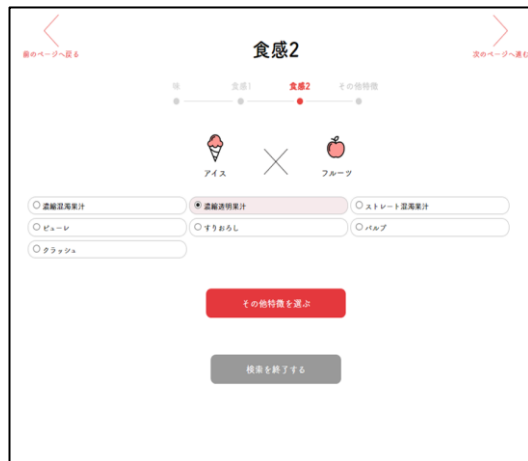 前のページへ戻る
次のページへ進む
食感2
味 食感1 食感2 その他特徴
アイス フルーツ
濃縮混濁果汁 濃縮透明果汁 ストレート混濁果汁
ピューレ すりおろし パルプ
クラッシュ
その他特徴を選ぶ
検索を終了する